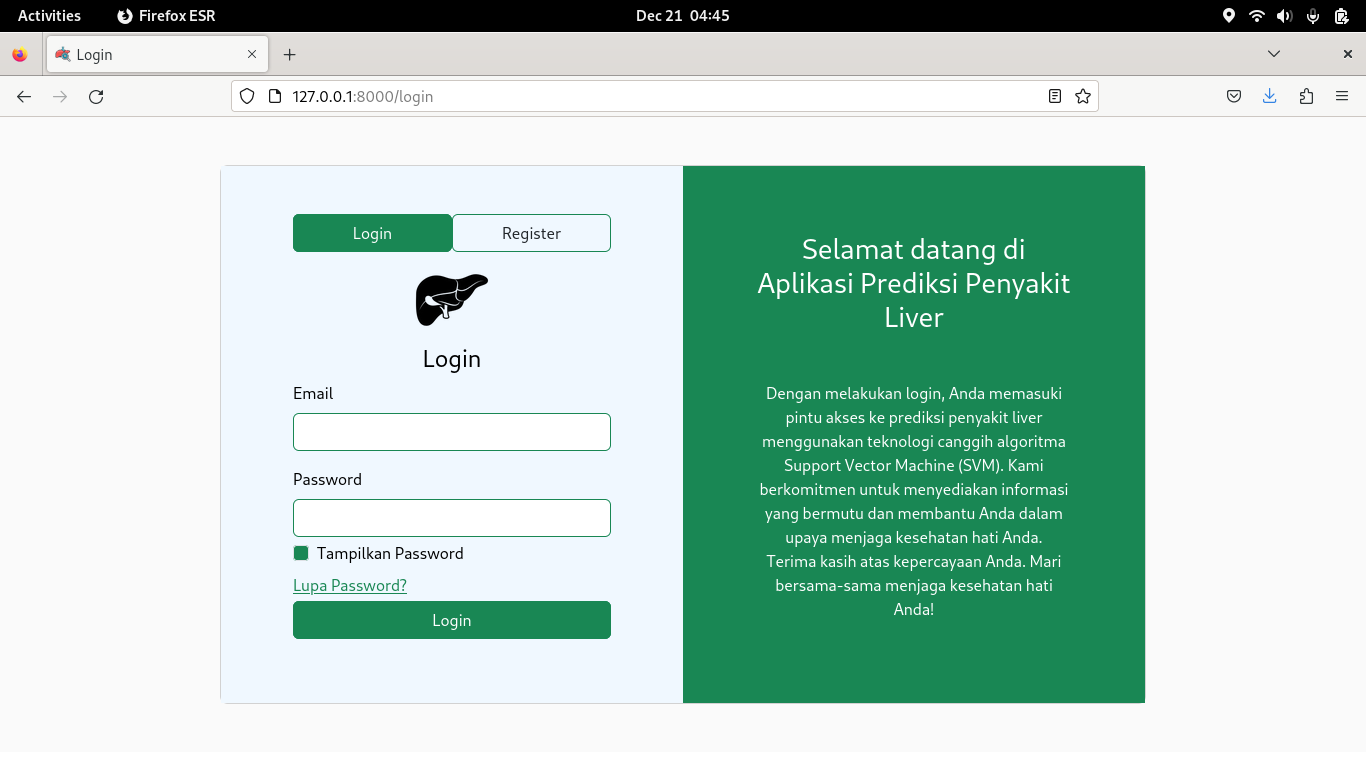 Activities
Firefox ESR
Dec 21 04:45
Login
127.0.0.1:8000/login
Login
Register
Login
Email
Password
Tampilkan Password
Lupa Password?
Login
Selamat datang di
Aplikasi Prediksi Penyakit
Liver
Dengan melakukan login, Anda memasuki
pintu akses ke prediksi penyakit liver
menggunakan teknologi canggih algoritma
Support Vector Machine (SVM). Kami
berkomitmen untuk menyediakan informasi
yang bermutu dan membantu Anda dalam
upaya menjaga kesehatan hati Anda.
Terima kasih atas kepercayaan Anda. Mari
bersama-sama menjaga kesehatan hati
Anda!